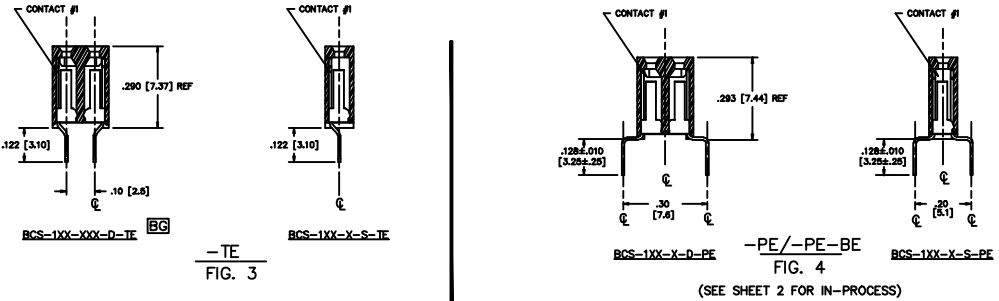 CONTACT #1
.290 [7.37] REF
.122 [3.10]
.10 [2.5]
BCS-1XX-XXX-D-TE
BG
CONTACT #1
.122 [3.10]
BCS-1XX-X-S-TE
-TE
FIG. 3
CONTACT #1
.293 [7.44] REF
.128±.010
[3.25±.25]
.30
[7.6]
BCS-1XX-X-D-PE
CONTACT #1
.128±.010
[3.25±.25]
.20
[5.1]
BCS-1XX-X-S-PE
-PE/-PE-BE
FIG. 4
(SEE SHEET 2 FOR IN-PROCESS)